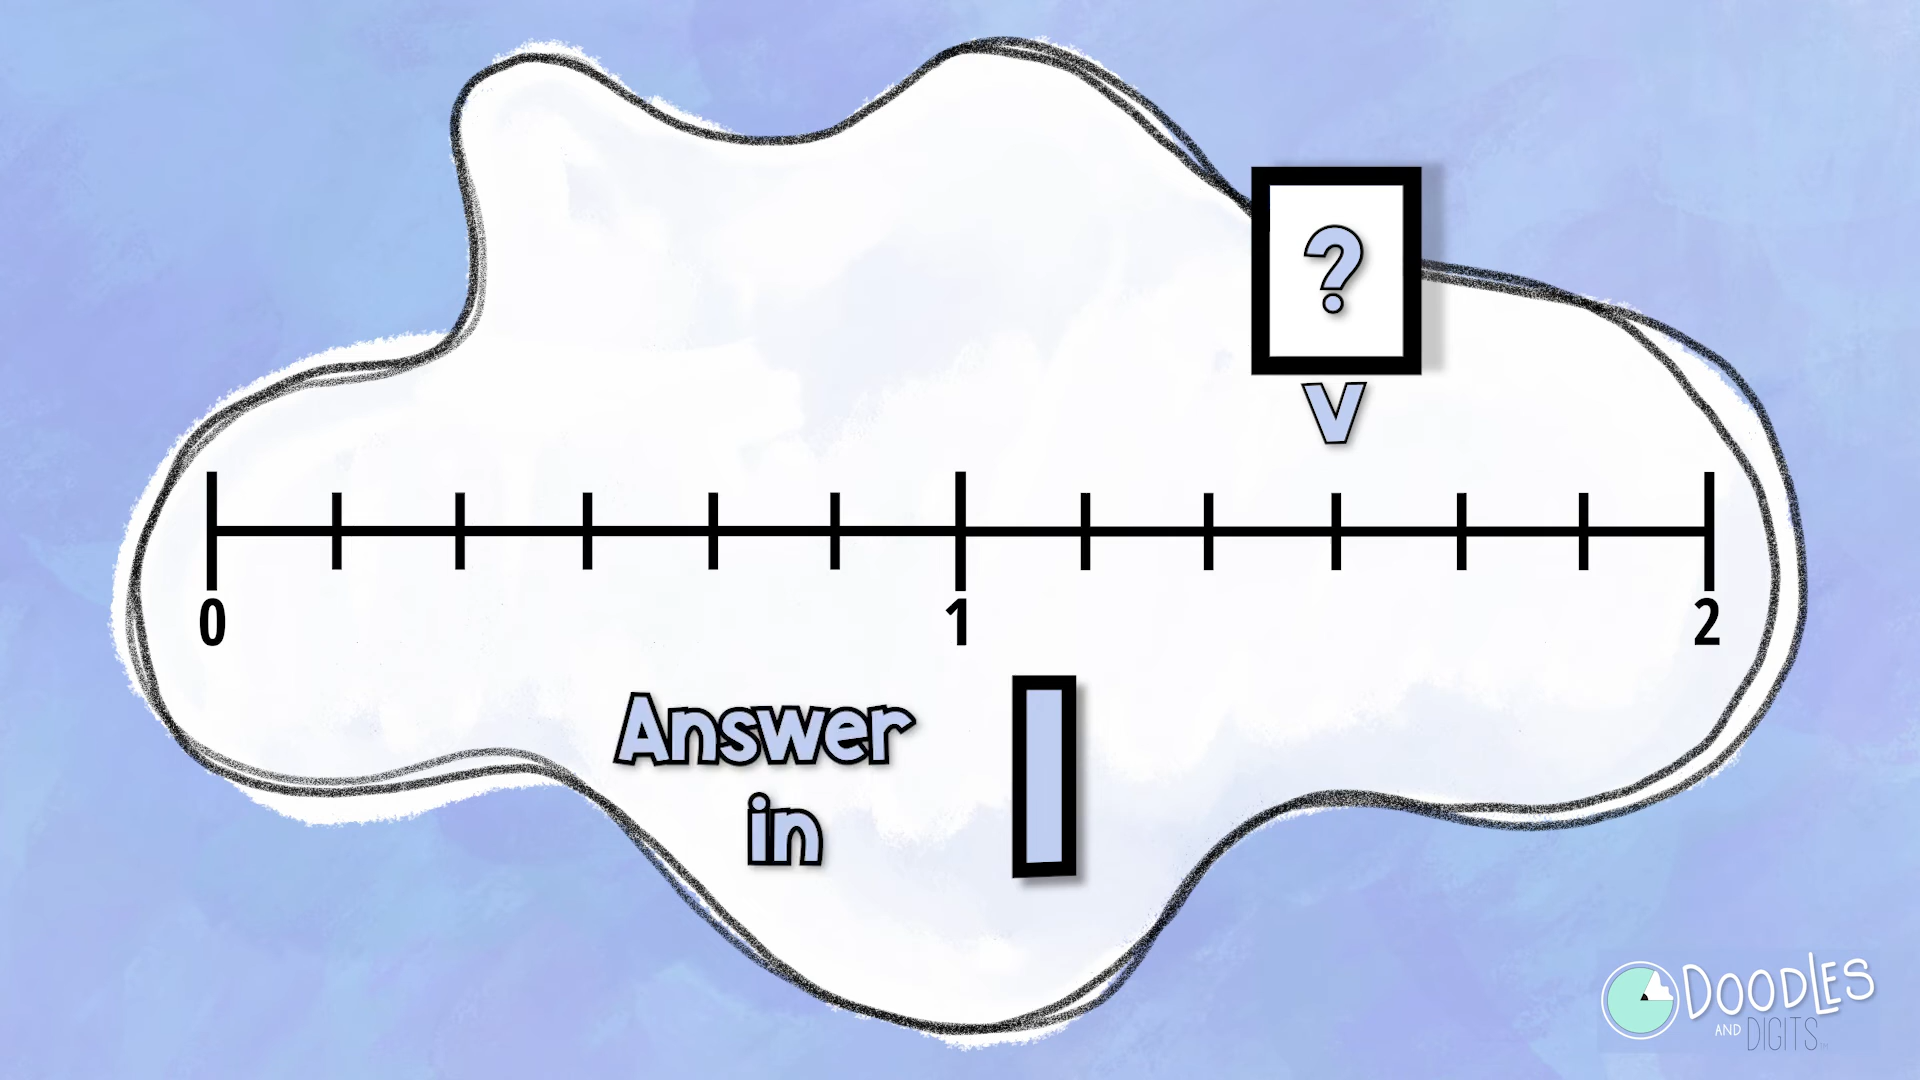 ?
v
0 1 2
Answer
in
DOODLES
AND DIGITS